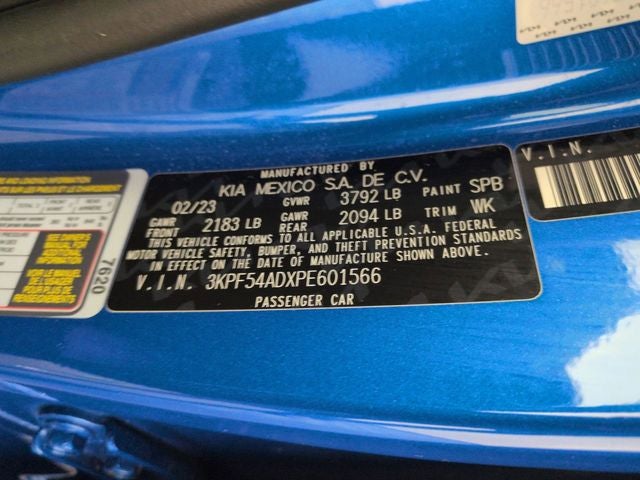 MANUFACTURED BY
KIA MEXICO S.A. DE C.V.
02/23 GVWR 3792 LB PAINT SPB
GAWR FRONT 2183 LB GAWR REAR 2094 LB TRIM WK
THIS VEHICLE CONFORMS TO ALL APPLICABLE U.S.A. FEDERAL
MOTOR VEHICLE SAFETY, BUMPER, AND THEFT PREVENTION STANDARDS
IN EFFECT ON THE DATE OF MANUFACTURE SHOWN ABOVE.
V.I.N. 3KPF54ADXPE601566
PASSENGER CAR
V.I.N.
7620